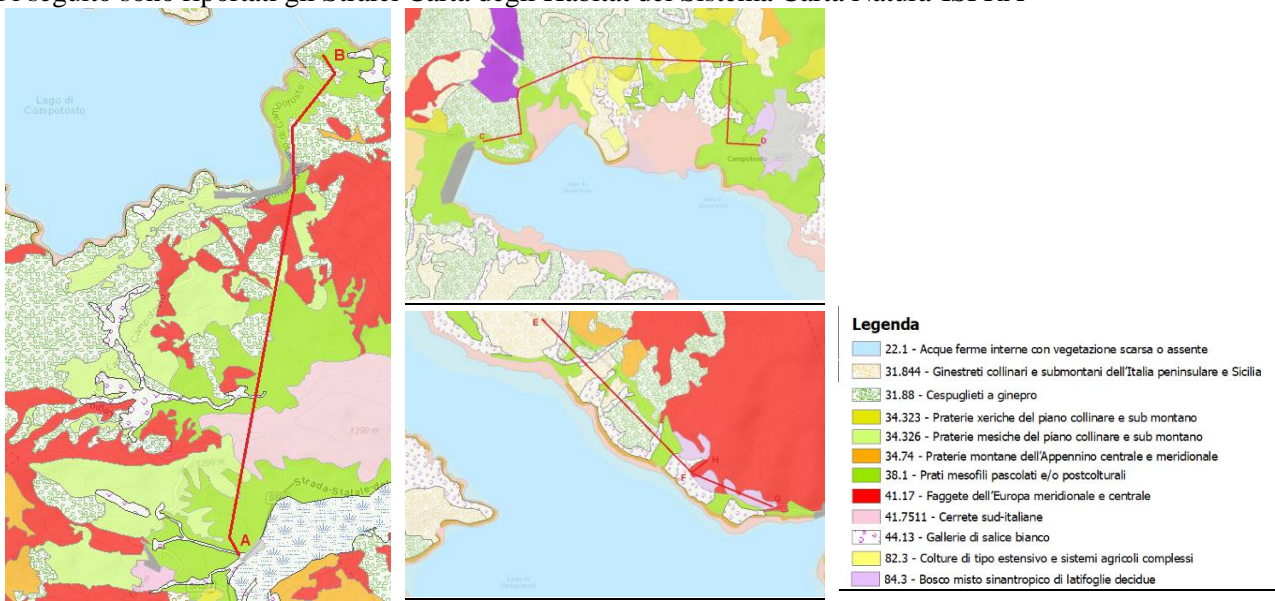 Lago di
Campotosto
B
A
1200 m
1200 m
C
D
Campotosto
E
F
H
G
Legenda
22.1 - Acque ferme interne con vegetazione scarsa o assente
31.844 - Ginestreti collinari e submontani dell'Italia peninsulare e Sicilia
31.88 - Cespuglieti a ginepro
34.323 - Praterie xeriche del piano collinare e sub montano
34.326 - Praterie mesiche del piano collinare e sub montano
34.74 - Praterie montane dell'Appennino centrale e meridionale
38.1 - Prati mesofili pascolati e/o postcolturali
41.17 - Faggete dell'Europa meridionale e centrale
41.7511 - Cerrete sud-italiane
44.13 - Gallerie di salice bianco
82.3 - Colture di tipo estensivo e sistemi agricoli complessi
84.3 - Bosco misto sinantropico di latifoglie decidue